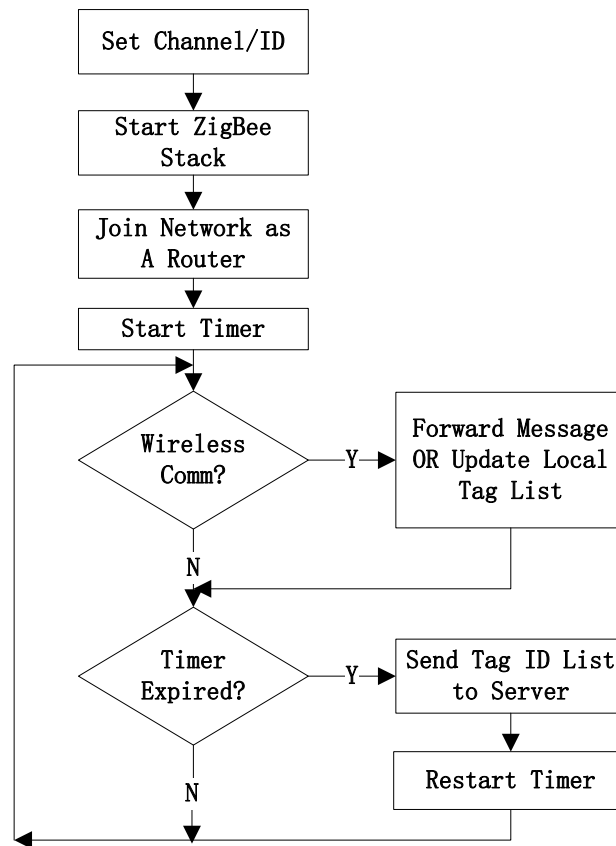 Set Channel/ID
Start ZigBee
Stack
Join Network as
A Router
Start Timer
Wireless
Comm?
Y
Forward Message
OR Update Local
Tag List
N
Timer
Expired?
Y
Send Tag ID List
to Server
Restart Timer
N